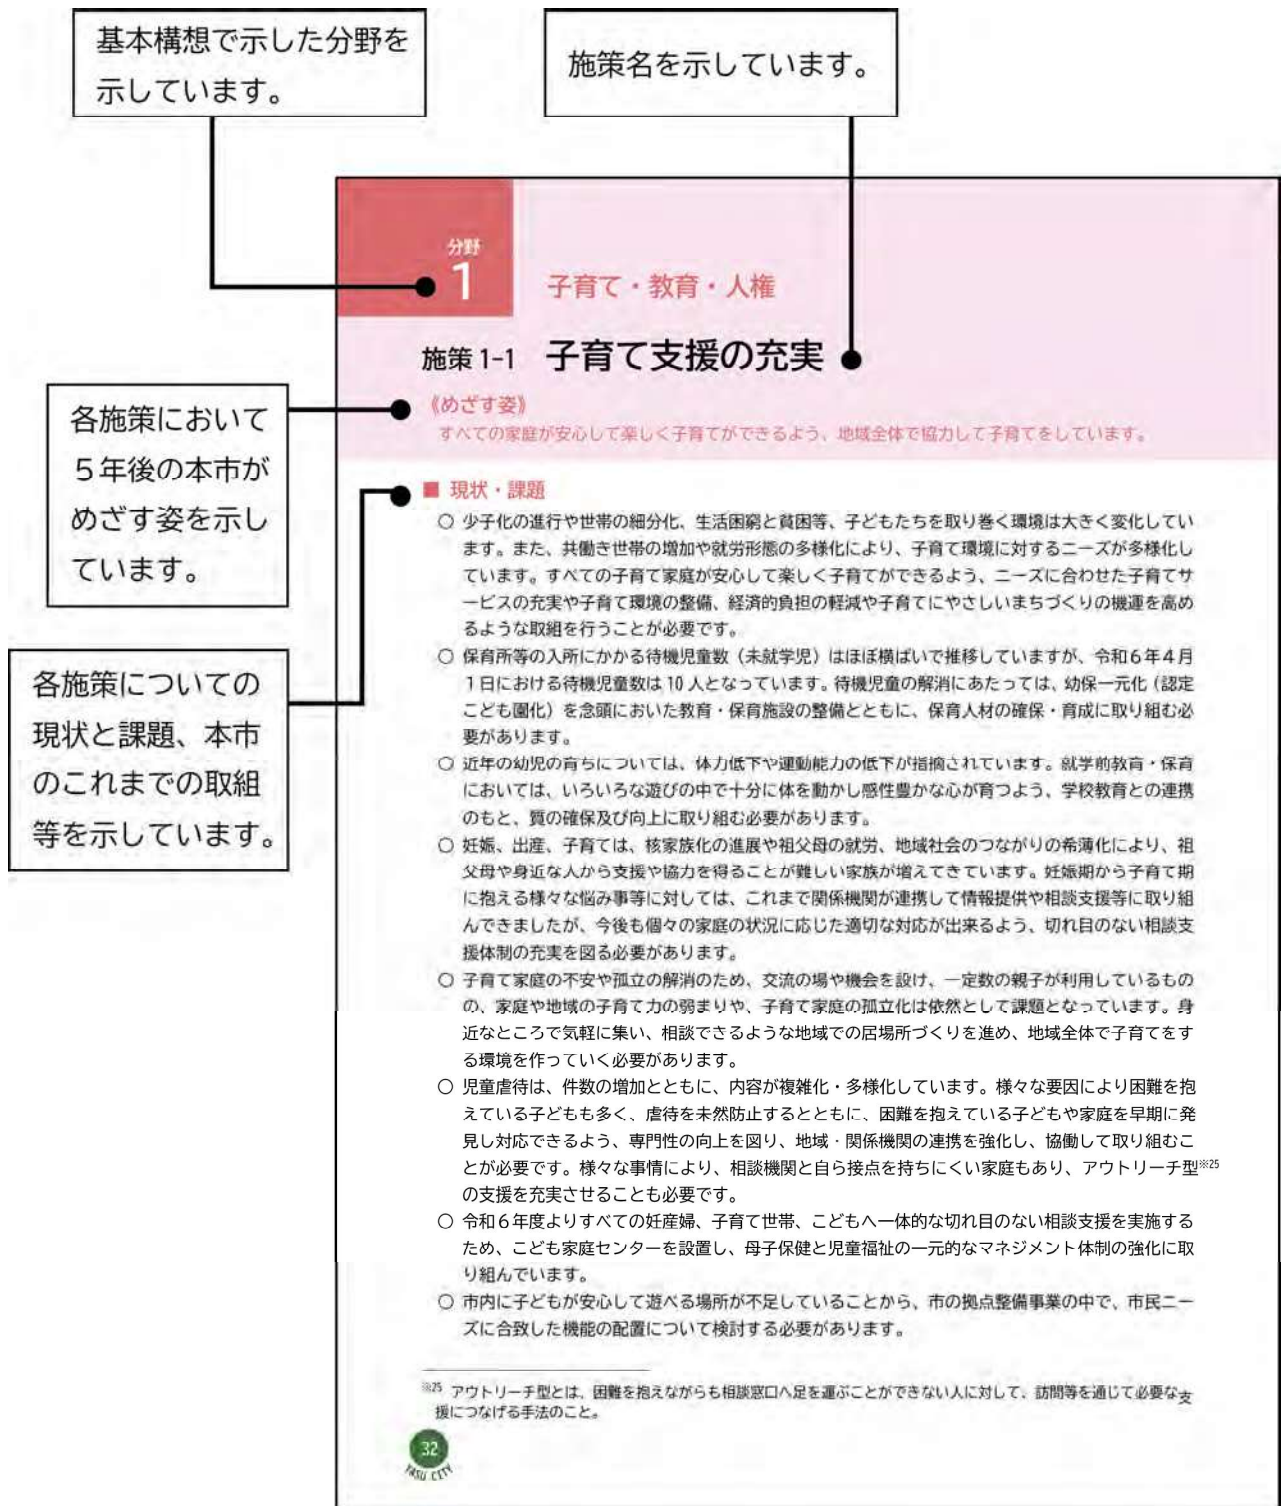 基本構想で示した分野を
示しています。
施策名を示しています。
分野
1
子育て・教育・人権
施策 1-1 子育て支援の充実
各施策において
５年後の本市が
めざす姿を示し
ています。
《めざす姿》
すべての家庭が安心して楽しく子育てができるよう、地域全体で協力して子育てをしています。
各施策についての
現状と課題、本市
のこれまでの取組
等を示しています。
■ 現状・課題
○ 少子化の進行や世帯の細分化、生活困窮と貧困等、子どもたちを取り巻く環境は大きく変化してい
ます。また、共働き世帯の増加や就労形態の多様化により、子育て環境に対するニーズが多様化し
ています。すべての子育て家庭が安心して楽しく子育てができるよう、ニーズに合わせた子育てサ
ービスの充実や子育て環境の整備、経済的負担の軽減や子育てにやさしいまちづくりの機運を高め
るような取組を行うことが必要です。
○ 保育所等の入所にかかる待機児童数（未就学児）はほぼ横ばいで推移していますが、令和６年４月
１日における待機児童数は 10 人となっています。待機児童の解消にあたっては、幼保一元化（認定
こども園化）を念頭においた教育・保育施設の整備とともに、保育人材の確保・育成に取り組む必
要があります。
○ 近年の幼児の育ちについては、体力低下や運動能力の低下が指摘されています。就学前教育・保育
においては、いろいろな遊びの中で十分に体を動かし感性豊かな心が育つよう、学校教育との連携
のもと、質の確保及び向上に取り組む必要があります。
○ 妊娠、出産、子育ては、核家族化の進展や祖父母の就労、地域社会のつながりの希薄化により、祖
父母や身近な人から支援や協力を得ることが難しい家族が増えてきています。妊娠期から子育て期
に抱える様々な悩み事等に対しては、これまで関係機関が連携して情報提供や相談支援等に取り組
んできましたが、今後も個々の家庭の状況に応じた適切な対応が出来るよう、切れ目のない相談支
援体制の充実を図る必要があります。
○ 子育て家庭の不安や孤立の解消のため、交流の場や機会を設け、一定数の親子が利用しているもの
の、家庭や地域の子育て力の弱まりや、子育て家庭の孤立化は依然として課題となっています。身
近なところで気軽に集い、相談できるような地域での居場所づくりを進め、地域全体で子育てをす
る環境を作っていく必要があります。
○ 児童虐待は、件数の増加とともに、内容が複雑化・多様化しています。様々な要因により困難を抱
えている子どもも多く、虐待を未然防止するとともに、困難を抱えている子どもや家庭を早期に発
見し対応できるよう、専門性の向上を図り、地域・関係機関の連携を強化し、協働して取り組むこ
とが必要です。様々な事情により、相談機関と自ら接点を持ちにくい家庭もあり、アウトリーチ型※25
の支援を充実させることも必要です。
○ 令和６年度よりすべての妊産婦、子育て世帯、こどもへ一体的な切れ目のない相談支援を実施する
ため、こども家庭センターを設置し、母子保健と児童福祉の一元的なマネジメント体制の強化に取
り組んでいます。
○ 市内に子どもが安心して遊べる場所が不足していることから、市の拠点整備事業の中で、市民ニー
ズに合致した機能の配置について検討する必要があります。
※25 アウトリーチ型とは、困難を抱えながらも相談窓口へ足を運ぶことができない人に対して、訪問等を通じて必要な支
援につなげる手法のこと。
32
YASU CITY